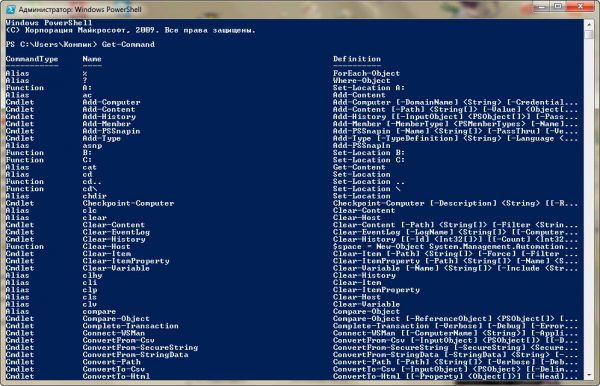 Администратор: Windows PowerShell
Windows PowerShell
(C) Корпорация Майкрософт, 2009. Все права защищены.
PS C:\Users\Компик> Get-Command
CommandType Name Definition
----------- ---- ----------
Alias % ForEach-Object
Alias ? Where-Object
Function A: Set-Location A:
Alias ac Add-Content
Cmdlet Add-Computer Add-Computer [-DomainName] <String> [-Credential...
Cmdlet Add-Content Add-Content [-Path] <String[]> [-Value] <Object[...
Cmdlet Add-History Add-History [[-InputObject] <PSObject[]>] [-Pass...
Cmdlet Add-Member Add-Member [-MemberType] <PSMemberTypes> [-Name]...
Cmdlet Add-PSSnapin Add-PSSnapin [-Name] <String[]> [-PassThru] [-Ve...
Cmdlet Add-Type Add-Type [-TypeDefinition] <String> [-Language <...
Alias asnp Add-PSSnapIn
Function B: Set-Location B:
Function C: Set-Location C:
Alias cat Get-Content
Alias cd Set-Location
Function cd.. Set-Location ..
Function cd\ Set-Location \
Alias chdir Set-Location
Cmdlet Checkpoint-Computer Checkpoint-Computer [-Description] <String> [[-R...
Alias clc Clear-Content
Alias clear Clear-Host
Cmdlet Clear-Content Clear-Content [-Path] <String[]> [-Filter <Strin...
Cmdlet Clear-EventLog Clear-EventLog [-LogName] <String[]> [[-Computer...
Cmdlet Clear-History Clear-History [[-Id] <Int32[]>] [[-Count] <Int32...
Function Clear-Host $space = New-Object System.Management.Automation...
Cmdlet Clear-Item Clear-Item [-Path] <String[]> [-Force] [-Filter ...
Cmdlet Clear-ItemProperty Clear-ItemProperty [-Path] <String[]> [-Name] <S...
Cmdlet Clear-Variable Clear-Variable [-Name] <String[]> [-Include <Str...
Alias clhy Clear-History
Alias cli Clear-Item
Alias clp Clear-ItemProperty
Alias cls Clear-Host
Alias clv Clear-Variable
Alias compare Compare-Object
Cmdlet Compare-Object Compare-Object [-ReferenceObject] <PSObject[]> [...
Cmdlet Complete-Transaction Complete-Transaction [-Verbose] [-Debug] [-Error...
Cmdlet Connect-WSMan Connect-WSMan [[-ComputerName] <String>] [-Appli...
Cmdlet ConvertFrom-Csv ConvertFrom-Csv [-InputObject] <PSObject[]> [[-D...
Cmdlet ConvertFrom-SecureString ConvertFrom-SecureString [-SecureString] <Secure...
Cmdlet ConvertFrom-StringData ConvertFrom-StringData [-StringData] <String> [-...
Cmdlet Convert-Path Convert-Path [-Path] <String[]> [-Verbose] [-Deb...
Cmdlet ConvertTo-Csv ConvertTo-Csv [-InputObject] <PSObject> [[-Delim...
Cmdlet ConvertTo-Html ConvertTo-Html [[-Property] <Object[]>] [[-Head]...